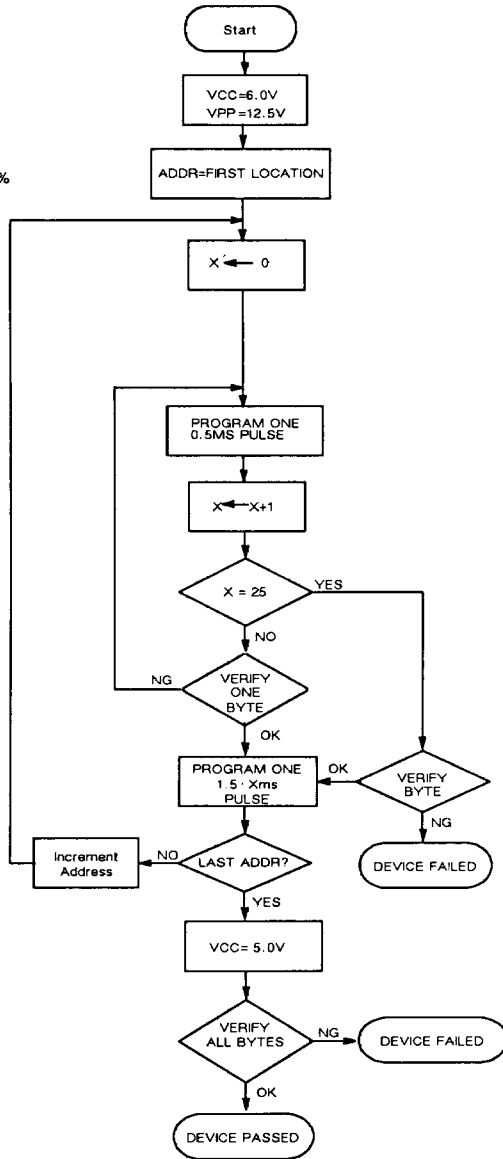 Start
VCC=6.0V
VPP=12.5V
%
ADDR=FIRST LOCATION
X ← 0
PROGRAM ONE
0.5MS PULSE
X ← X+1
X = 25
YES
NO
NG
VERIFY
ONE
BYTE
OK
PROGRAM ONE
1.5 · Xms
PULSE
OK
VERIFY
BYTE
NG
DEVICE FAILED
Increment
Address
NO
LAST ADDR?
YES
VCC= 5.0V
VERIFY
ALL BYTES
NG
DEVICE FAILED
OK
DEVICE PASSED